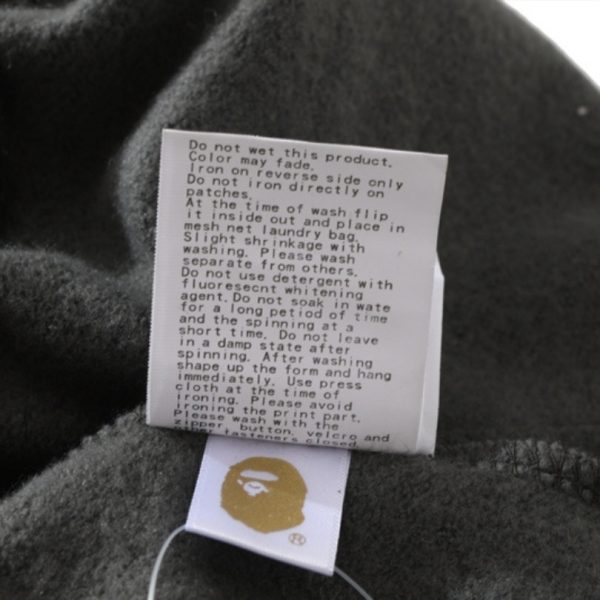 Do not wet this product.
Color may fade.
Iron on reverse side only
Do not iron directly on
patches.
At the time of wash flip
it inside out and place in
mesh net laundry bag.
Slight shrinkage with
washing. Please wash
separate from others.
Do not use detergent with
fluoresecnt whitening
agent. Do not soak in wate
for a long petiod of time
and the spinning at a
short time. Do not leave
in a damp state after
spinning. After washing
shape up the form and hang
immediately. Use press
cloth at the time of
ironing. Please avoid
ironing the print part.
Please wash with the
zipper, button, velcro and
other fasteners closed.
®